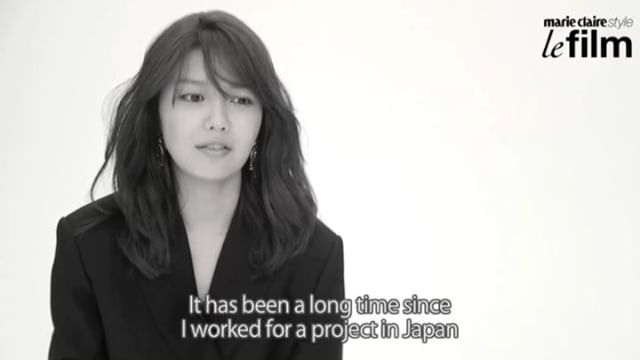 marie claire style
le film
It has been a long time since
I worked for a project in Japan